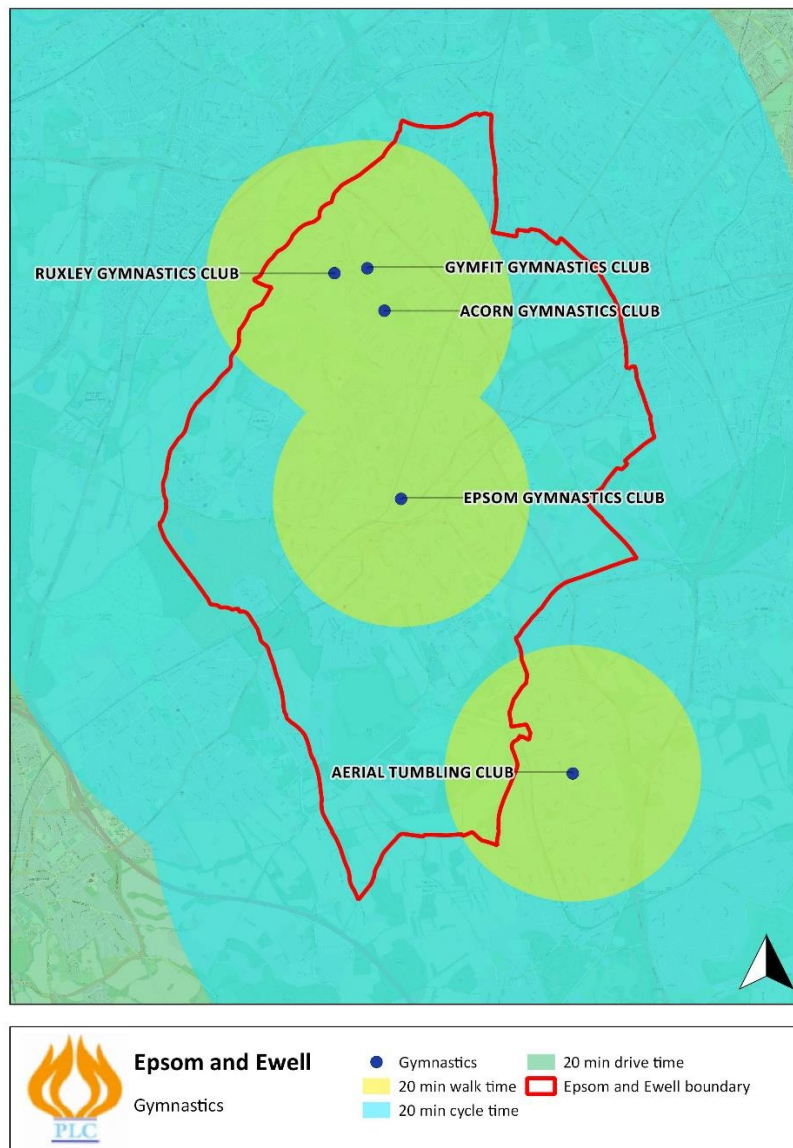 RUXLEY GYMNASTICS CLUB
GYMFIT GYMNASTICS CLUB
ACORN GYMNASTICS CLUB
EPSOM GYMNASTICS CLUB
AERIAL TUMBLING CLUB
PLC
Epsom and Ewell
Gymnastics
Gymnastics
20 min walk time
20 min cycle time
20 min drive time
Epsom and Ewell boundary